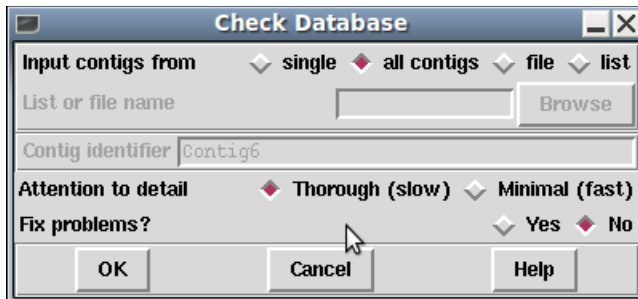 Check Database
Input contigs from single all contigs file list
List or file name Browse
Contig identifier Contig6
Attention to detail Thorough (slow) Minimal (fast)
Fix problems? Yes No
OK Cancel Help